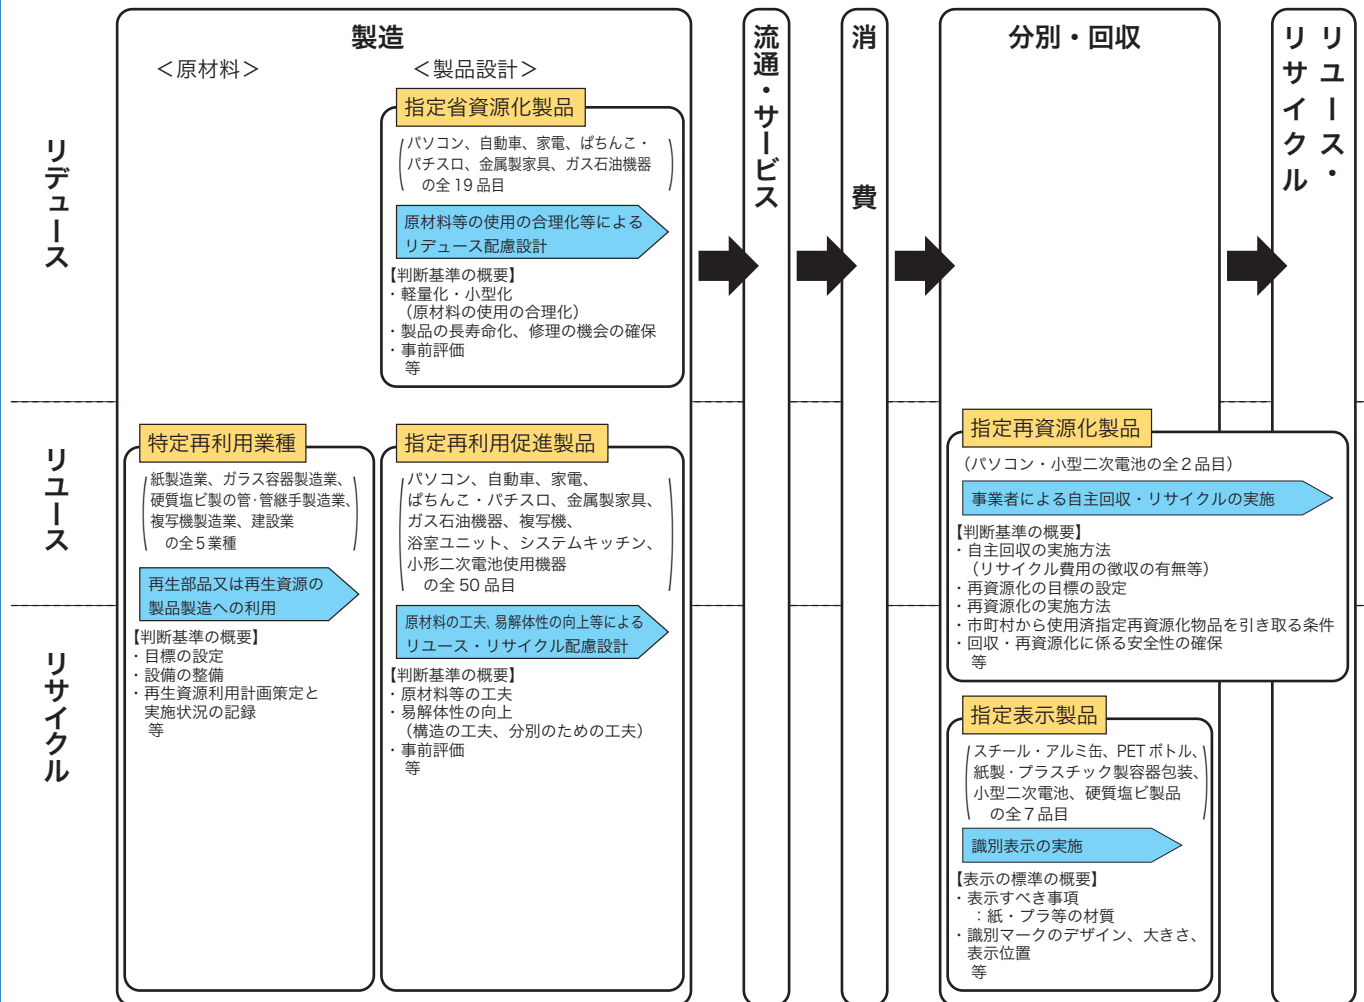 製造
＜原材料＞
＜製品設計＞
流通・サービス
消費
分別・回収
リユース・
リサイクル
リデュース
指定省資源化製品
パソコン、自動車、家電、ぱちんこ・
パチスロ、金属製家具、ガス石油機器
の全19品目
原材料等の使用の合理化等による
リデュース配慮設計
【判断基準の概要】
・軽量化・小型化
（原材料の使用の合理化）
・製品の長寿命化、修理の機会の確保
・事前評価
等
リユース
リサイクル
特定再利用業種
紙製造業、ガラス容器製造業、
硬質塩ビ製の管・管継手製造業、
複写機製造業、建設業
の全5業種
再生部品又は再生資源の
製品製造への利用
【判断基準の概要】
・目標の設定
・設備の整備
・再生資源利用計画策定と
実施状況の記録
等
指定再利用促進製品
パソコン、自動車、家電、
ぱちんこ・パチスロ、金属製家具、
ガス石油機器、複写機、
浴室ユニット、システムキッチン、
小形二次電池使用機器
の全50品目
原材料の工夫、易解体性の向上等による
リユース・リサイクル配慮設計
【判断基準の概要】
・原材料等の工夫
・易解体性の向上
（構造の工夫、分別のための工夫）
・事前評価
等
指定再資源化製品
（パソコン・小型二次電池の全2品目）
事業者による自主回収・リサイクルの実施
【判断基準の概要】
・自主回収の実施方法
（リサイクル費用の徴収の有無等）
・再資源化の目標の設定
・再資源化の実施方法
・市町村から使用済指定再資源化物品を引き取る条件
・回収・再資源化に係る安全性の確保
等
指定表示製品
スチール・アルミ缶、PETボトル、
紙製・プラスチック製容器包装、
小型二次電池、硬質塩ビ製品
の全7品目
識別表示の実施
【表示の標準の概要】
・表示すべき事項
：紙・プラ等の材質
・識別マークのデザイン、大きさ、
表示位置
等